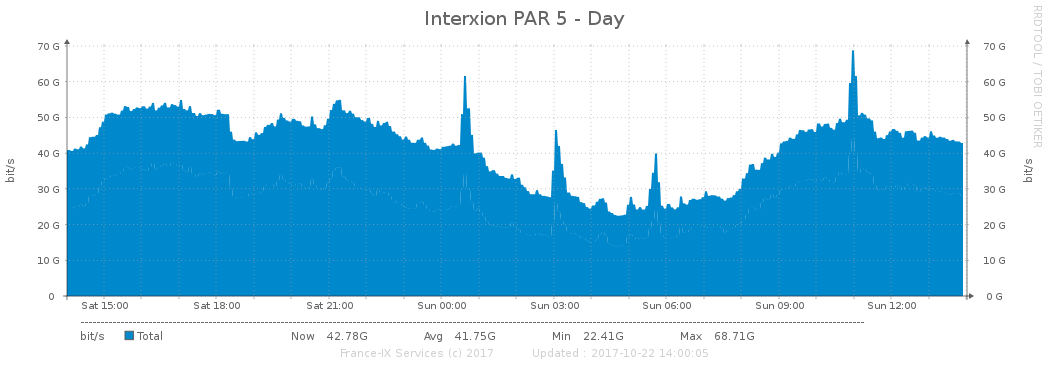 Interxion PAR 5 - Day
RRDTOOL / TOBI OETIKER
bit/s
70 G 70 G
60 G 60 G
50 G 50 G
40 G 40 G
30 G 30 G
20 G 20 G
10 G 10 G
0 0 G
bit/s
Sat 15:00 Sat 18:00 Sat 21:00 Sun 00:00 Sun 03:00 Sun 06:00 Sun 09:00 Sun 12:00
bit/s Total Now 42.78G Avg 41.75G Min 22.41G Max 68.71G
France-IX Services (c) 2017 Updated : 2017-10-22 14:00:05